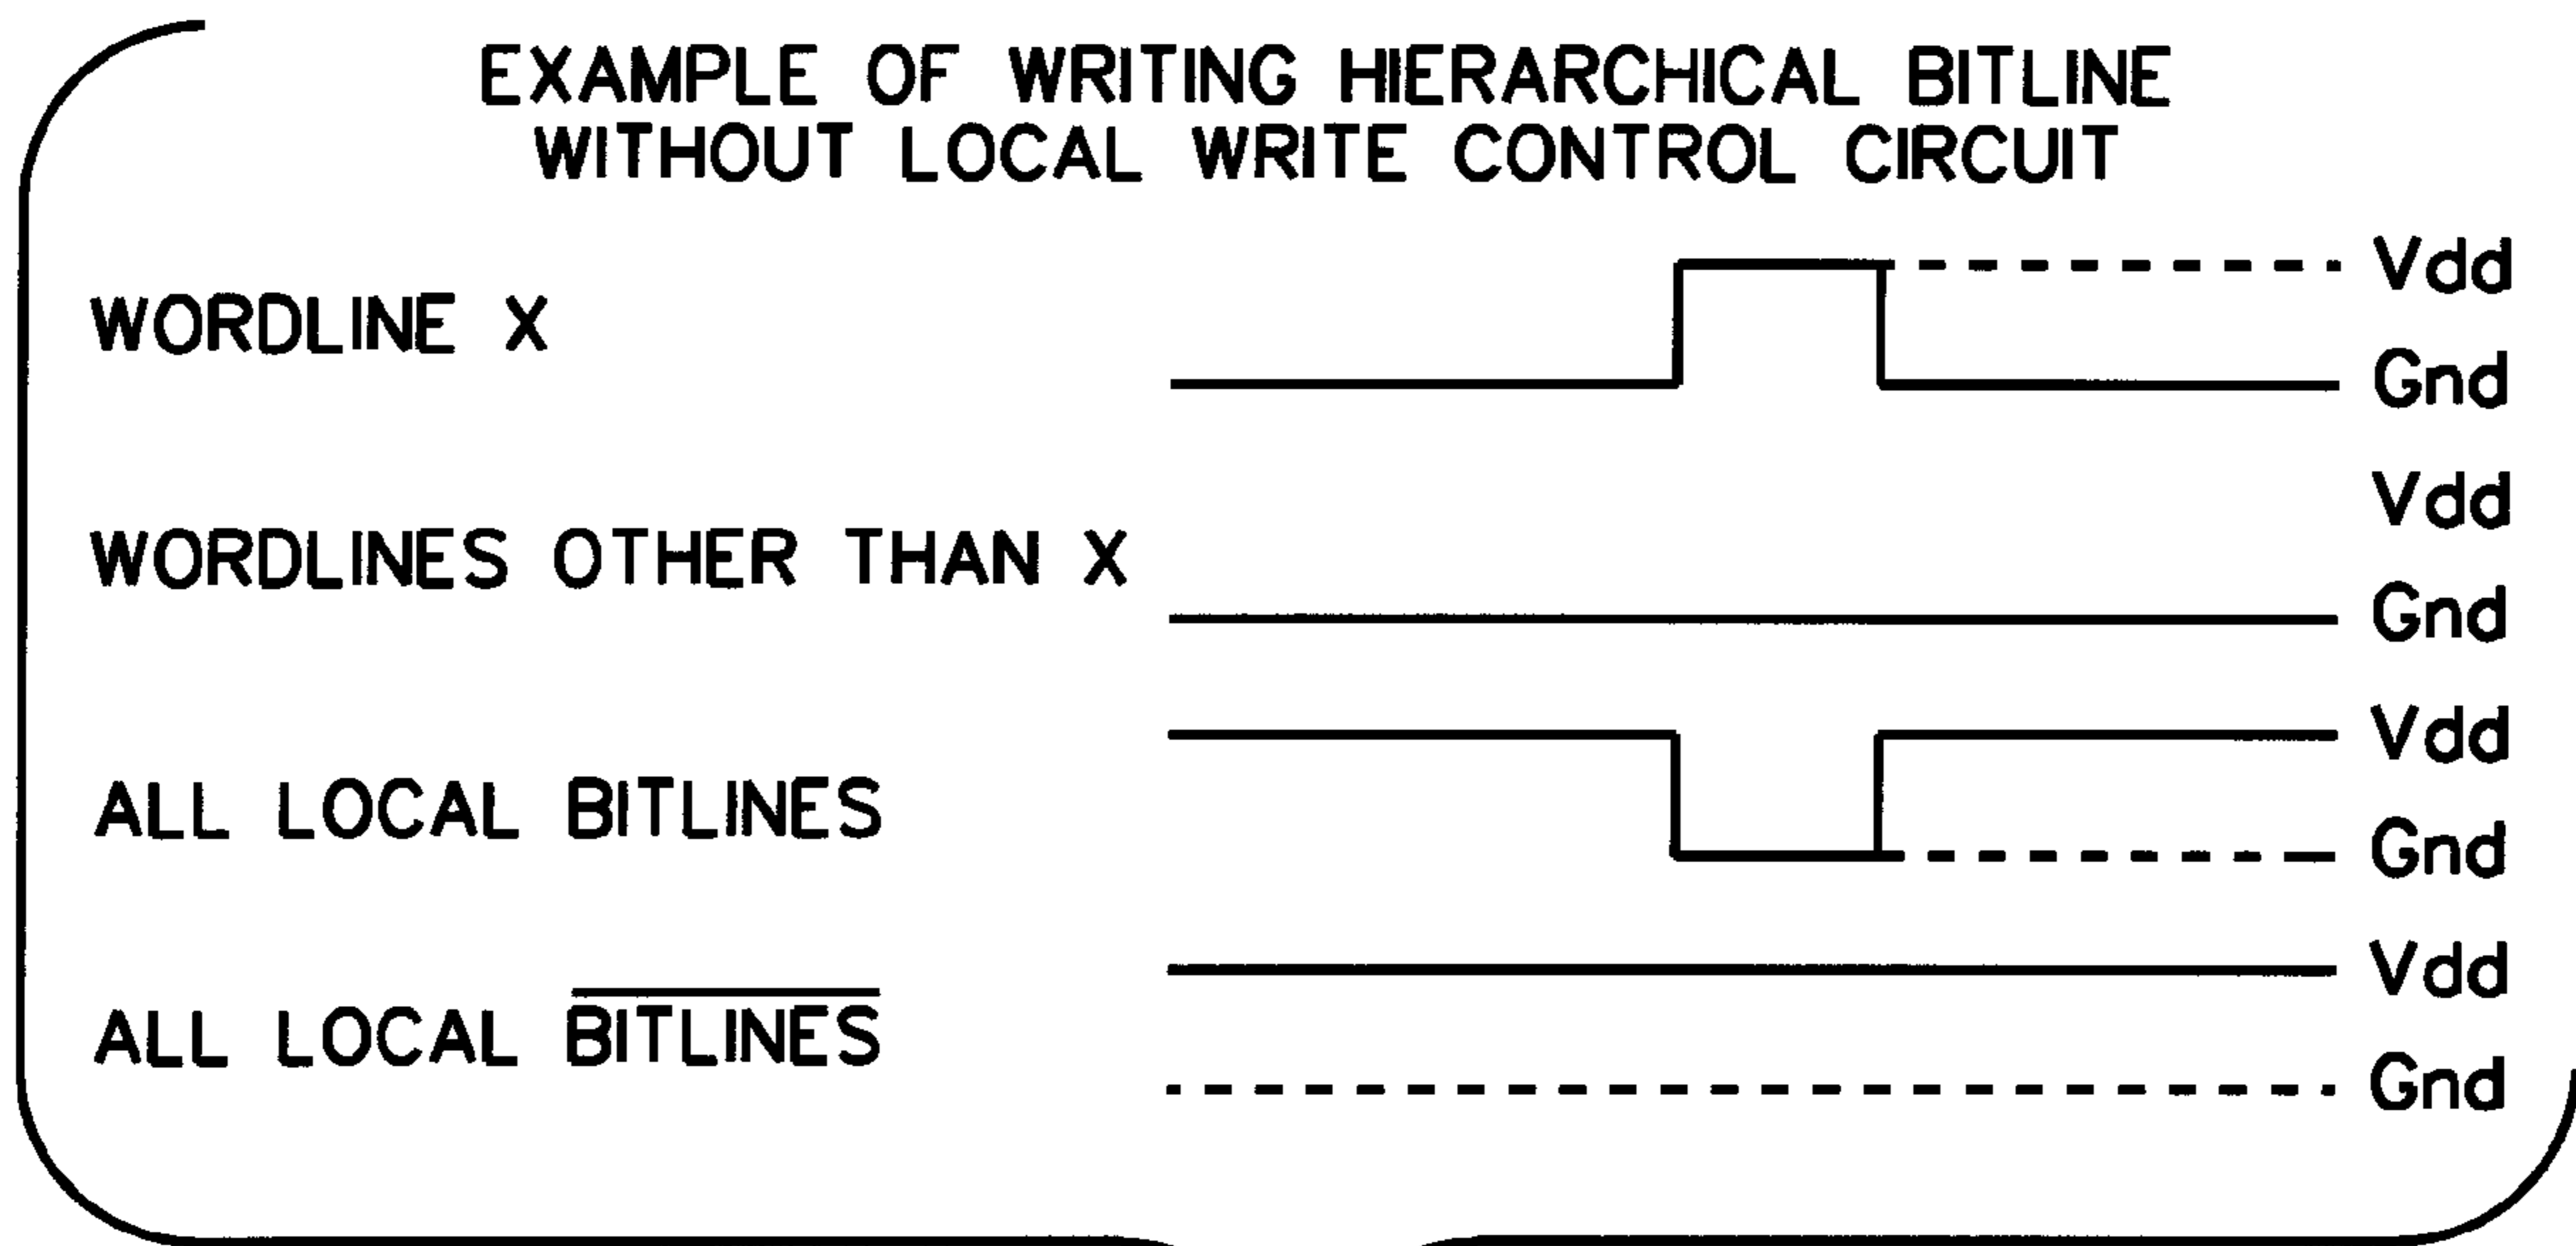 EXAMPLE OF WRITING HIERARCHICAL BITLINE
WITHOUT LOCAL WRITE CONTROL CIRCUIT
Vdd
WORDLINE X
Gnd
Vdd
WORDLINES OTHER THAN X
Gnd
Vdd
ALL LOCAL BITLINES
Gnd
Vdd
ALL LOCAL B̅I̅T̅L̅I̅N̅E̅S̅
Gnd